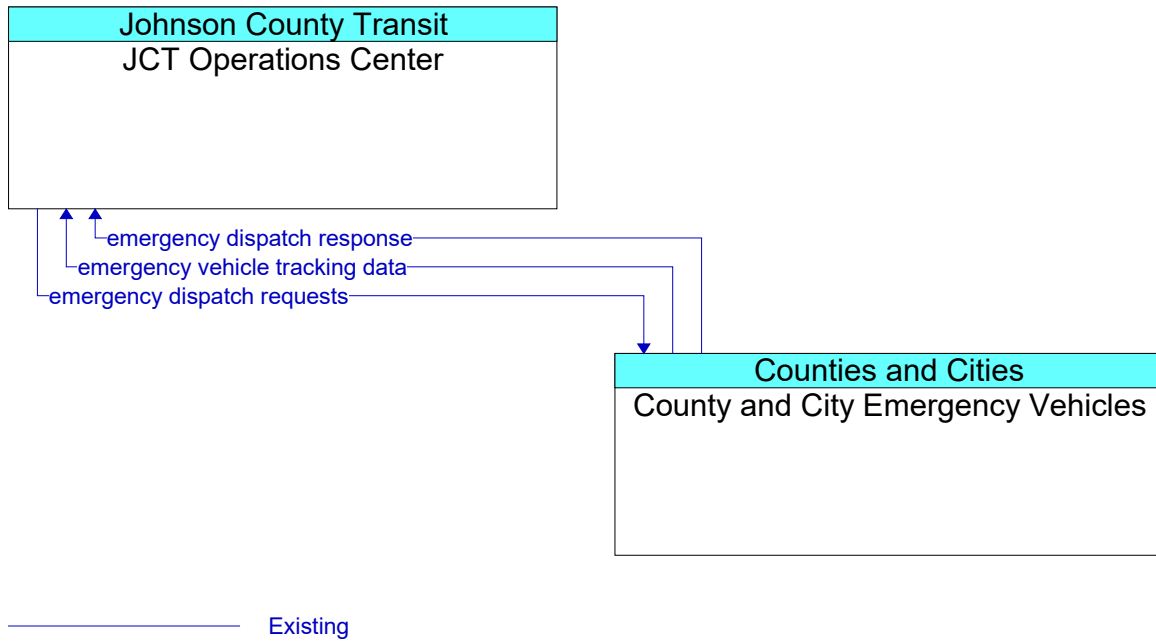 Johnson County Transit
JCT Operations Center
emergency dispatch response
emergency vehicle tracking data
emergency dispatch requests
Counties and Cities
County and City Emergency Vehicles
Existing